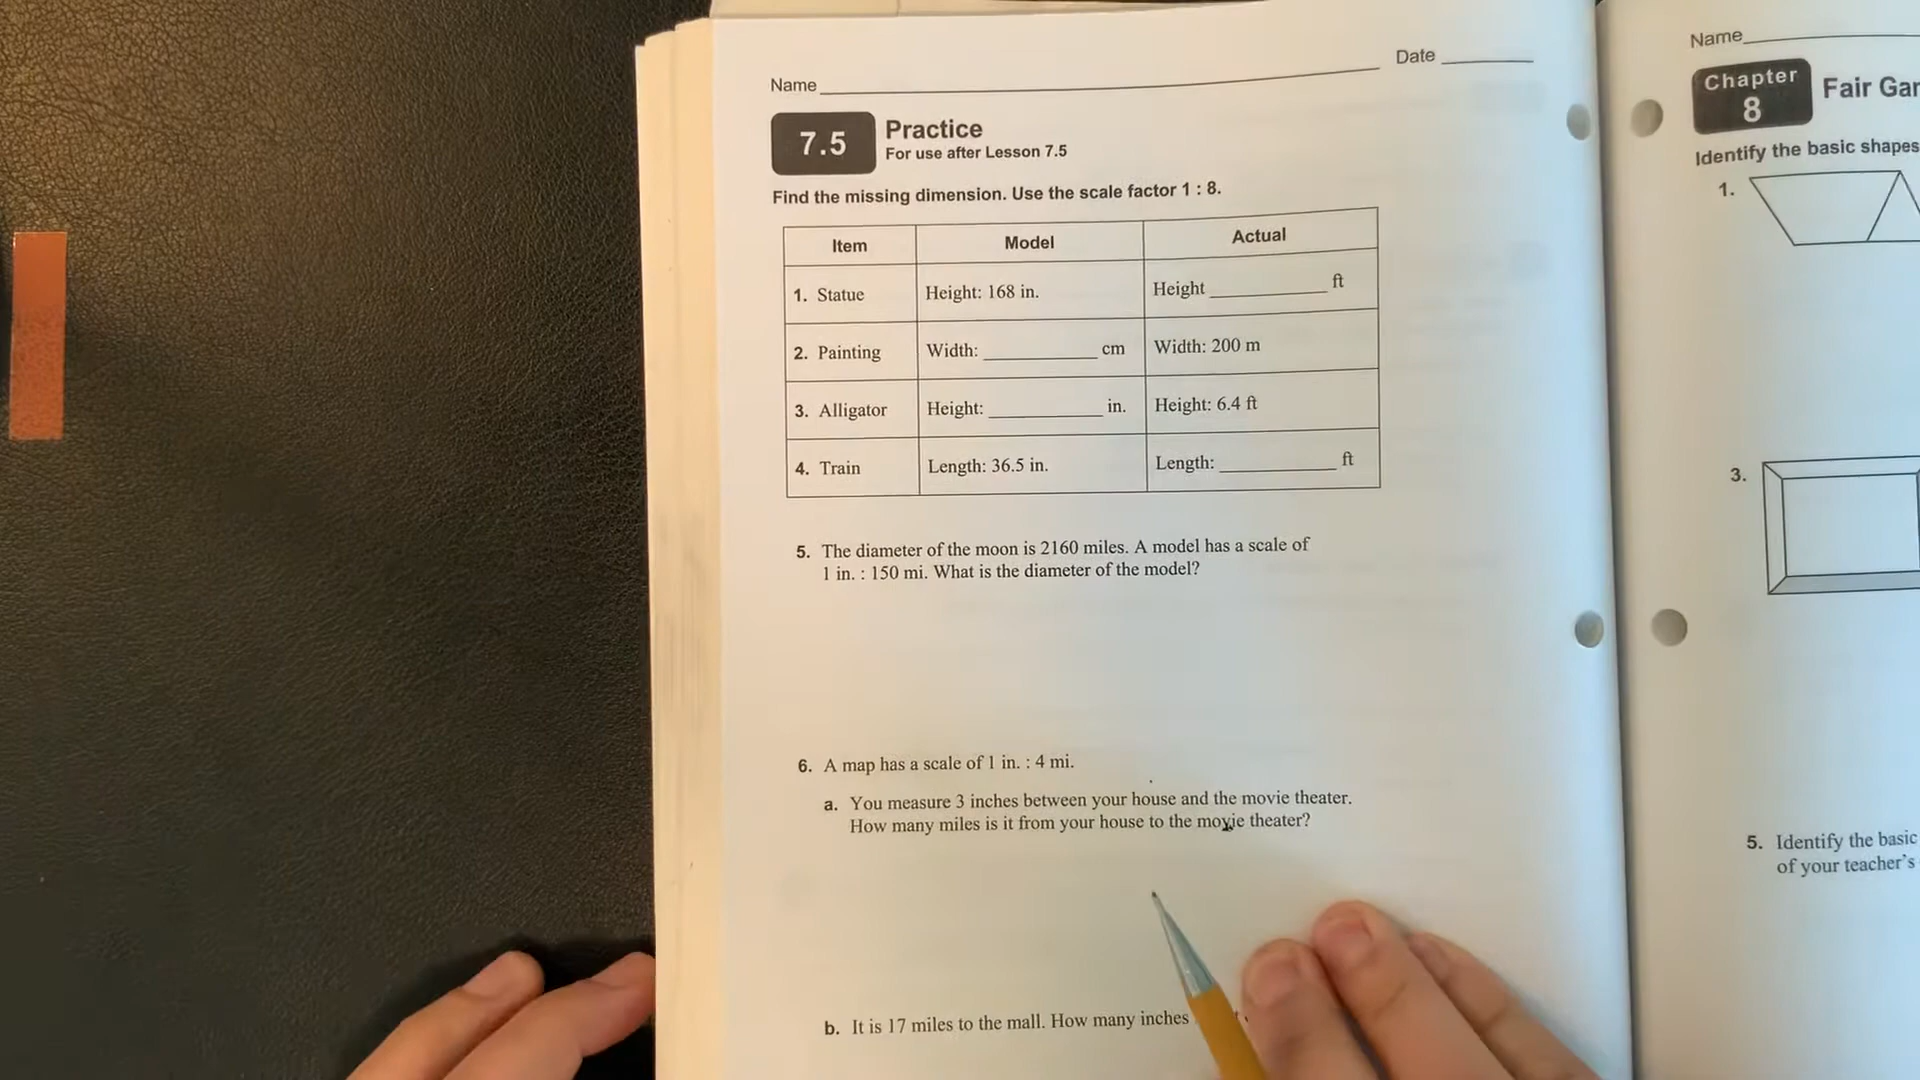 Name
Date
7.5
Practice
For use after Lesson 7.5
Find the missing dimension. Use the scale factor 1 : 8.
Item Model Actual
1. Statue Height: 168 in. Height ft
2. Painting Width: cm Width: 200 m
3. Alligator Height: in. Height: 6.4 ft
4. Train Length: 36.5 in. Length: ft
5. The diameter of the moon is 2160 miles. A model has a scale of
1 in. : 150 mi. What is the diameter of the model?
6. A map has a scale of 1 in. : 4 mi.
a. You measure 3 inches between your house and the movie theater.
How many miles is it from your house to the movie theater?
b. It is 17 miles to the mall. How many inches
Name
Chapter
8
Fair Gam
Identify the basic shapes
1.
3.
5. Identify the basic
of your teacher's